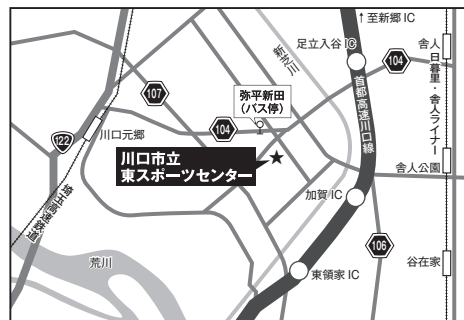 ↑至新郷IC
足立入谷IC
舎人
104
日暮里・舎人ライナー
新芝川
首都高速川口線
107
弥平新田
(バス停)
104
122
川口元郷
川口市立
東スポーツセンター
★
舎人公園
加賀IC
埼玉高速鉄道
106
荒川
谷在家
東領家IC